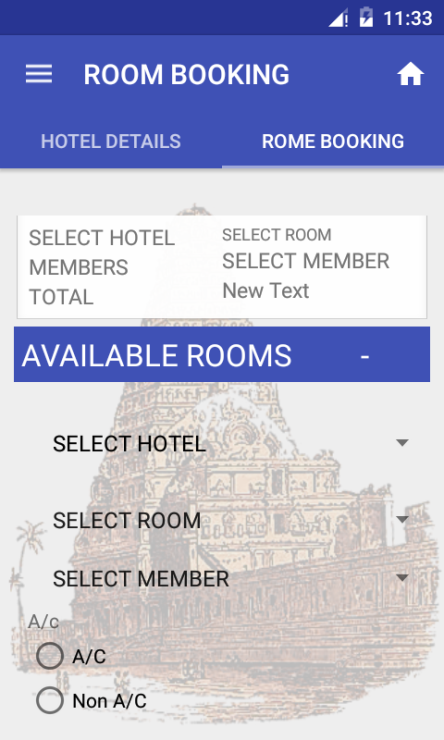 11:33
ROOM BOOKING
HOTEL DETAILS ROME BOOKING
SELECT HOTEL SELECT ROOM
MEMBERS SELECT MEMBER
TOTAL New Text
AVAILABLE ROOMS -
SELECT HOTEL
SELECT ROOM
SELECT MEMBER
A/c
A/C
Non A/C